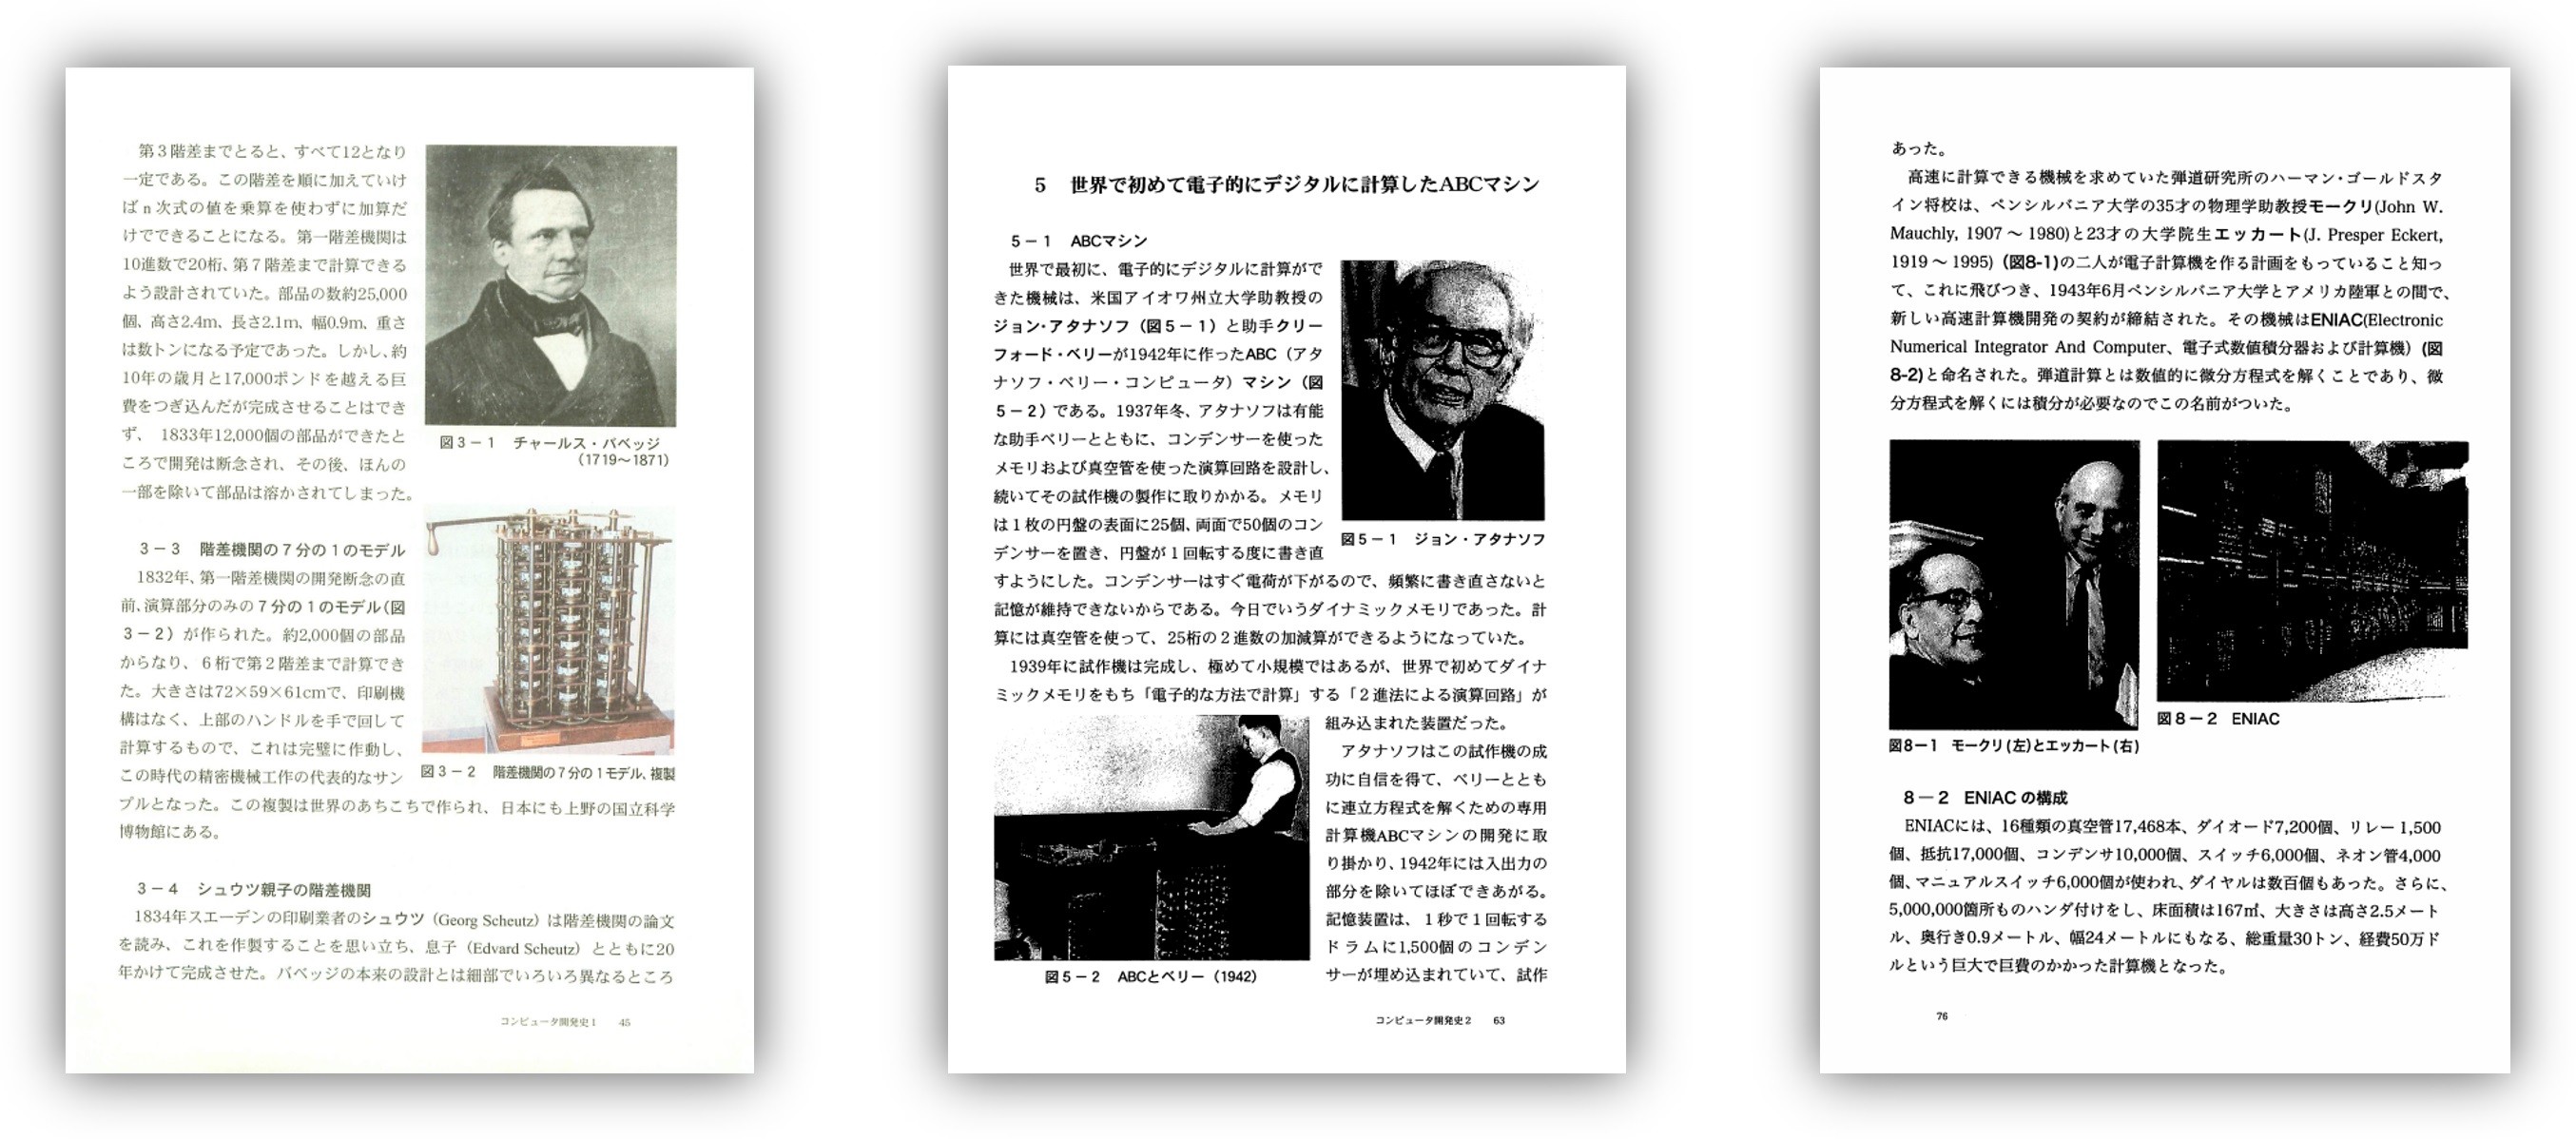 第3階差までとると、すべて12となり
一定である。この階差を順に加えていけ
ばn次式の値を乗算を使わずに加算だ
けでできることになる。第一階差機関は
10進数で20桁、第7階差まで計算できる
よう設計されていた。部品の数約25,000
個、高さ2.4m、長さ2.1m、幅0.9m、重さ
は数トンになる予定であった。しかし、約
10年の歳月と17,000ポンドを越える巨
費をつぎ込んだが完成させることはでき
ず、1833年12,000個の部品ができたと
ころで開発は断念され、その後、ほんの
一部を除いて部品は溶かされてしまった。
図3－1　チャールス・バベッジ
(1719～1871)
3－3　階差機関の7分の1のモデル
1832年、第一階差機関の開発断念の直
前、演算部分のみの7分の1のモデル(図
3－2）が作られた。約2,000個の部品
からなり、6桁で第2階差まで計算でき
た。大きさは72×59×61cmで、印刷機
構はなく、上部のハンドルを手で回して
計算するもので、これは完璧に作動し、
この時代の精密機械工作の代表的なサン
図3－2　階差機関の7分の1モデル、複製
プルとなった。この複製は世界のあちこちで作られ、日本にも上野の国立科学
博物館にある。
3－4　シュウツ親子の階差機関
1834年スエーデンの印刷業者のシュウツ（Georg Scheutz）は階差機関の論文
を読み、これを作製することを思い立ち、息子（Edvard Scheutz）とともに20
年かけて完成させた。バベッジの本来の設計とは細部でいろいろ異なるところ
コンピュータ開発史1　45
5　世界で初めて電子的にデジタルに計算したABCマシン
5－1　ABCマシン
世界で最初に、電子的にデジタルに計算がで
きた機械は、米国アイオワ州立大学助教授の
ジョン・アタナソフ（図5－1）と助手クリー
フォード・ベリーが1942年に作ったABC（アタ
ナソフ・ベリー・コンピュータ）マシン（図
5－2）である。1937年冬、アタナソフは有能
な助手ベリーとともに、コンデンサーを使った
メモリおよび真空管を使った演算回路を設計し、
続いてその試作機の製作に取りかかる。メモリ
は1枚の円盤の表面に25個、両面で50個のコン
デンサーを置き、円盤が1回転する度に書き直
図5－1　ジョン・アタナソフ
すようにした。コンデンサーはすぐ電荷が下がるので、頻繁に書き直さないと
記憶が維持できないからである。今日でいうダイナミックメモリであった。計
算には真空管を使って、25桁の2進数の加減算ができるようになっていた。
1939年に試作機は完成し、極めて小規模ではあるが、世界で初めてダイナ
ミックメモリをもち「電子的な方法で計算」する「2進法による演算回路」が
組み込まれた装置だった。
アタナソフはこの試作機の成
功に自信を得て、ベリーととも
に連立方程式を解くための専用
計算機ABCマシンの開発に取
り掛かり、1942年には入出力の
部分を除いてほぼできあがる。
記憶装置は、1秒で1回転する
ドラムに1,500個のコンデン
サーが埋め込まれていて、試作
図5－2　ABCとベリー（1942）
コンピュータ開発史2　63
あった。
高速に計算できる機械を求めていた弾道研究所のハーマン・ゴールドスタ
イン将校は、ペンシルバニア大学の35才の物理学助教授モークリ(John W.
Mauchly, 1907～1980)と23才の大学院生エッカート(J. Presper Eckert,
1919～1995)（図8-1)の二人が電子計算機を作る計画をもっていること知っ
て、これに飛びつき、1943年6月ペンシルバニア大学とアメリカ陸軍との間で、
新しい高速計算機開発の契約が締結された。その機械はENIAC(Electronic
Numerical Integrator And Computer、電子式数値積分器および計算機）(図
8-2)と命名された。弾道計算とは数値的に微分方程式を解くことであり、微
分方程式を解くには積分が必要なのでこの名前がついた。
図8－2　ENIAC
図8－1　モークリ(左)とエッカート(右)
8－2　ENIACの構成
ENIACには、16種類の真空管17,468本、ダイオード7,200個、リレー1,500
個、抵抗17,000個、コンデンサ10,000個、スイッチ6,000個、ネオン管4,000
個、マニュアルスイッチ6,000個が使われ、ダイヤルは数百個もあった。さらに、
5,000,000箇所ものハンダ付けをし、床面積は167㎡、大きさは高さ2.5メート
ル、奥行き0.9メートル、幅24メートルにもなる、総重量30トン、経費50万ド
ルという巨大で巨費のかかった計算機となった。
76